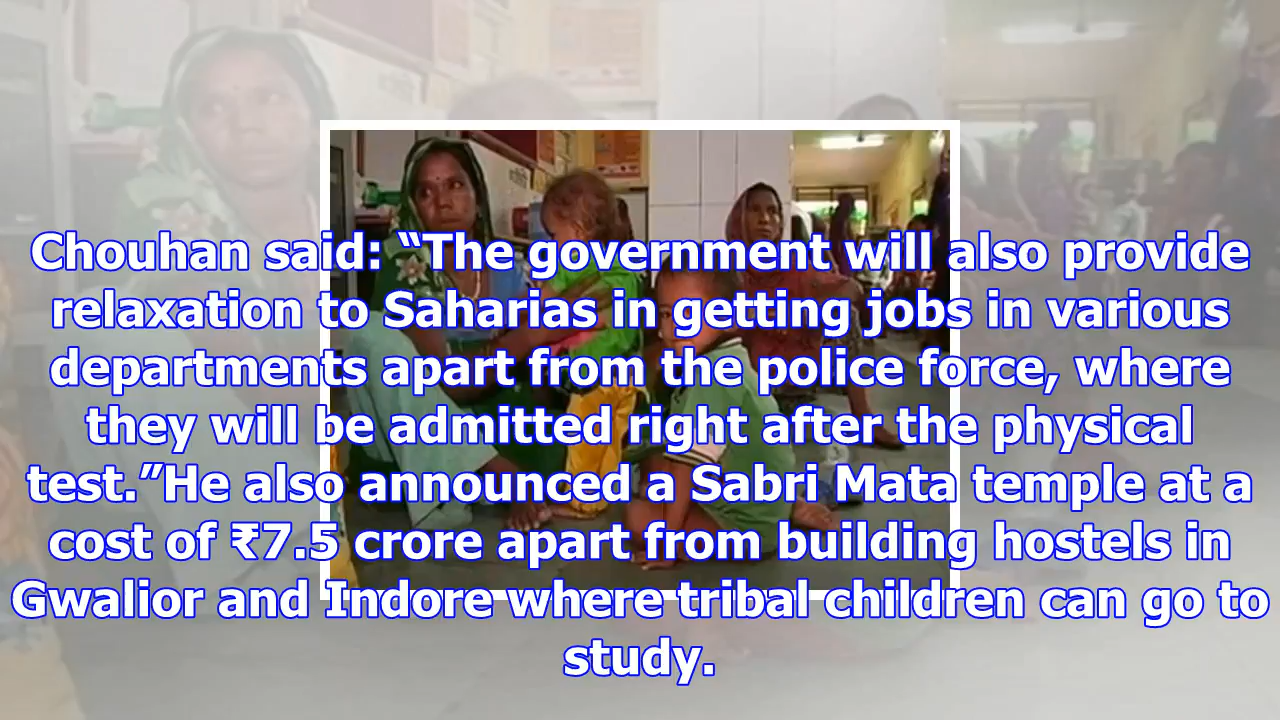 Chouhan said: “The government will also provide
relaxation to Saharias in getting jobs in various
departments apart from the police force, where
they will be admitted right after the physical
test.”He also announced a Sabri Mata temple at a
cost of ₹7.5 crore apart from building hostels in
Gwalior and Indore where tribal children can go to
study.